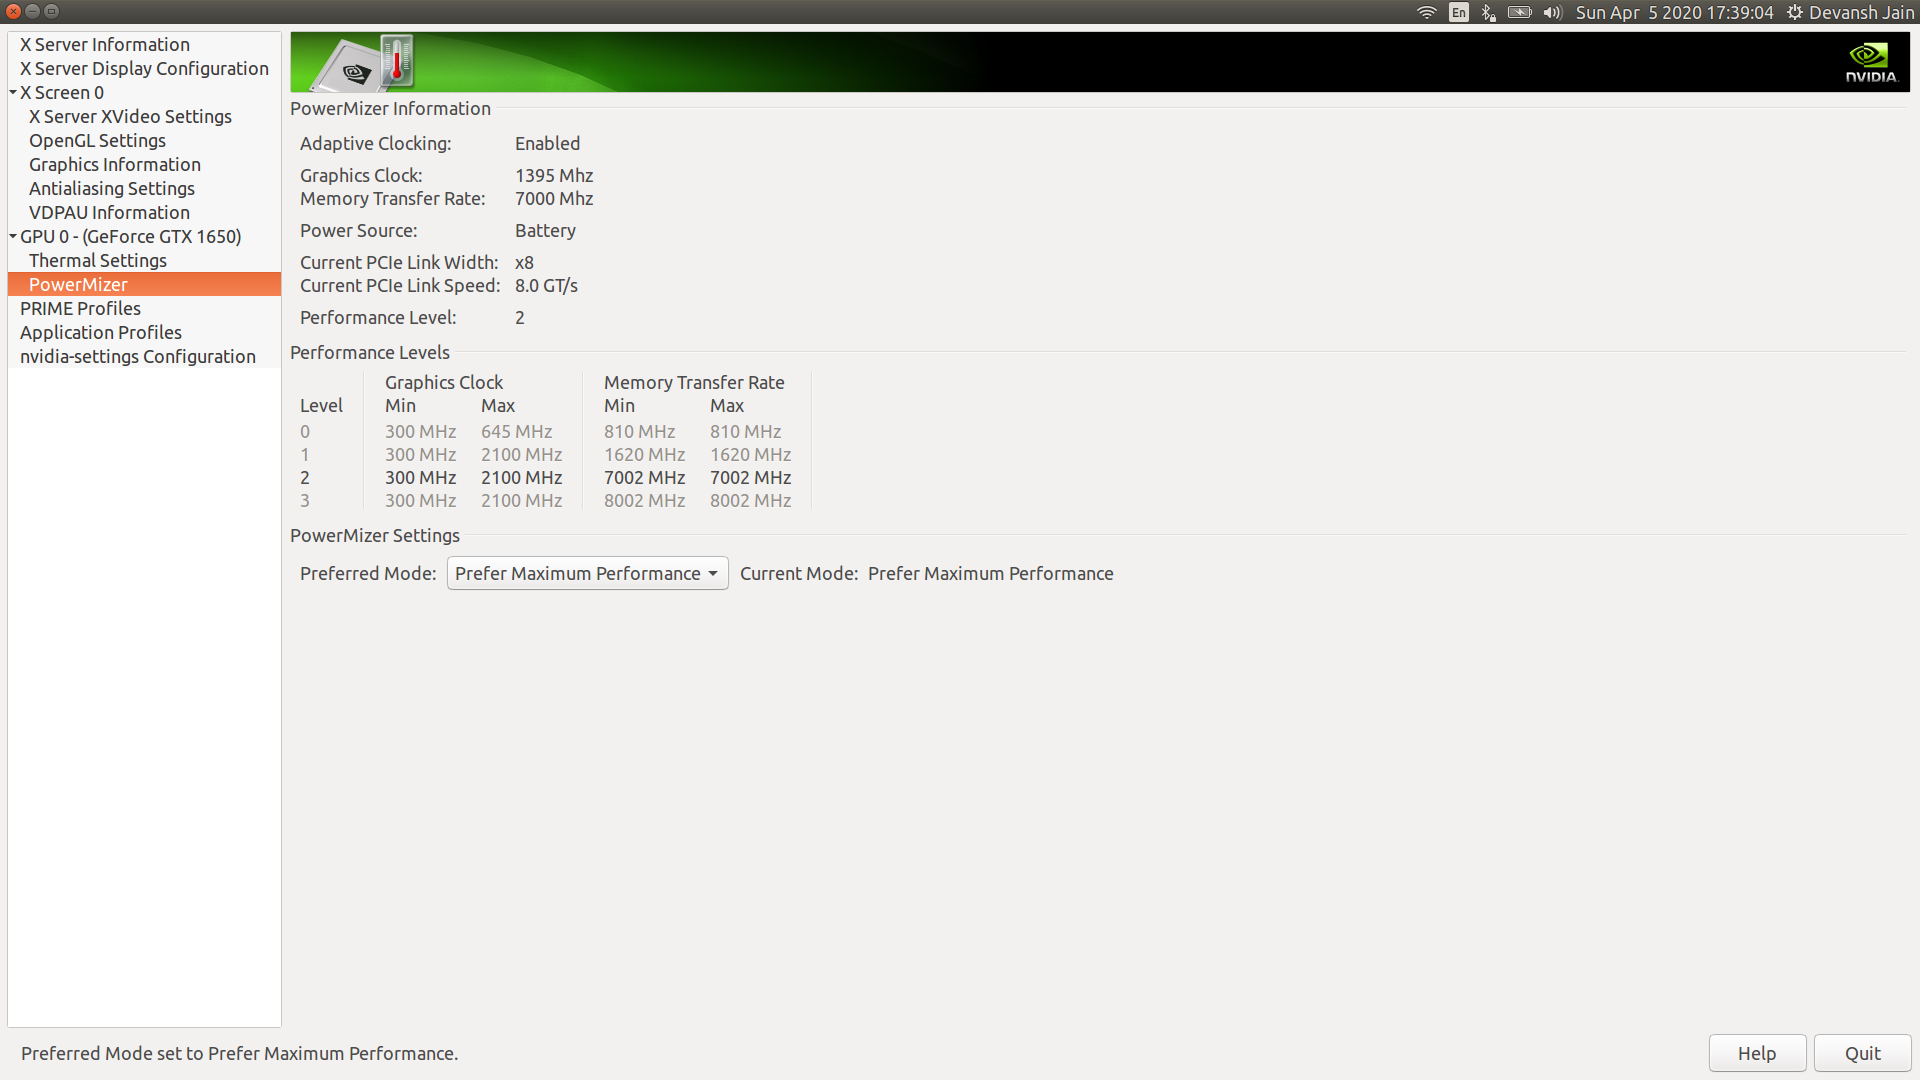 En
Sun Apr  5 2020 17:39:04
Devansh Jain
X Server Information
X Server Display Configuration
X Screen 0
X Server XVideo Settings
OpenGL Settings
Graphics Information
Antialiasing Settings
VDPAU Information
GPU 0 - (GeForce GTX 1650)
Thermal Settings
PowerMizer
PRIME Profiles
Application Profiles
nvidia-settings Configuration
NVIDIA.
PowerMizer Information
Adaptive Clocking: Enabled
Graphics Clock: 1395 Mhz
Memory Transfer Rate: 7000 Mhz
Power Source: Battery
Current PCIe Link Width: x8
Current PCIe Link Speed: 8.0 GT/s
Performance Level: 2
Performance Levels
Graphics Clock Memory Transfer Rate
Level Min Max Min Max
0 300 MHz 645 MHz 810 MHz 810 MHz
1 300 MHz 2100 MHz 1620 MHz 1620 MHz
2 300 MHz 2100 MHz 7002 MHz 7002 MHz
3 300 MHz 2100 MHz 8002 MHz 8002 MHz
PowerMizer Settings
Preferred Mode: Prefer Maximum Performance Current Mode: Prefer Maximum Performance
Preferred Mode set to Prefer Maximum Performance.
Help
Quit